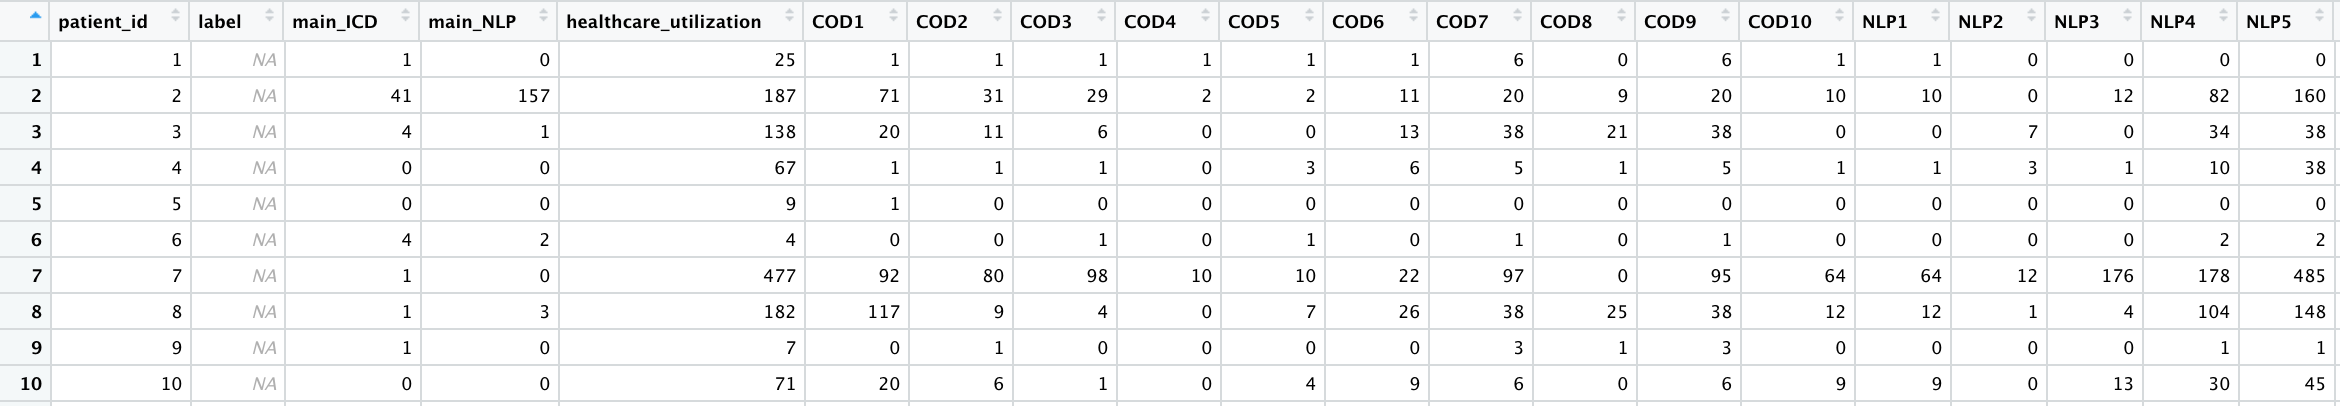 patient_id label main_ICD main_NLP healthcare_utilization COD1 COD2 COD3 COD4 COD5 COD6 COD7 COD8 COD9 COD10 NLP1 NLP2 NLP3 NLP4 NLP5
1 1 NA 1 0 25 1 1 1 1 1 1 6 0 6 1 1 0 0 0 0
2 2 NA 41 157 187 71 31 29 2 2 11 20 9 20 10 10 0 12 82 160
3 3 NA 4 1 138 20 11 6 0 0 13 38 21 38 0 0 7 0 34 38
4 4 NA 0 0 67 1 1 1 0 3 6 5 1 5 1 1 3 1 10 38
5 5 NA 0 0 9 1 0 0 0 0 0 0 0 0 0 0 0 0 0 0
6 6 NA 4 2 4 0 0 1 0 1 0 1 0 1 0 0 0 0 2 2
7 7 NA 1 0 477 92 80 98 10 10 22 97 0 95 64 64 12 176 178 485
8 8 NA 1 3 182 117 9 4 0 7 26 38 25 38 12 12 1 4 104 148
9 9 NA 1 0 7 0 1 0 0 0 0 3 1 3 0 0 0 0 1 1
10 10 NA 0 0 71 20 6 1 0 4 9 6 0 6 9 9 0 13 30 45